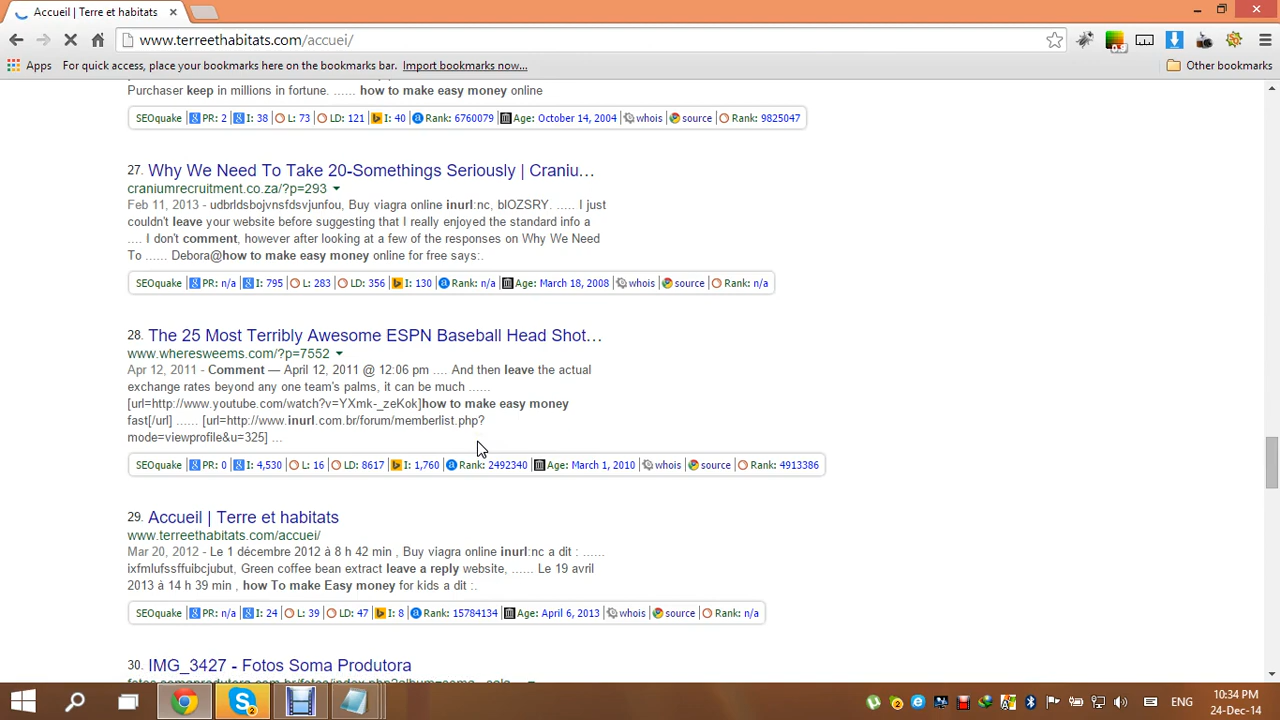 Accueil | Terre et habitats
www.terreethabitats.com/accuei/
Apps For quick access, place your bookmarks here on the bookmarks bar. Import bookmarks now... Other bookmarks
Purchaser keep in millions in fortune. ...... how to make easy money online
SEOquake PR: 2 I: 38 L: 73 LD: 121 I: 40 Rank: 6760079 Age: October 14, 2004 whois source Rank: 9825047
27. Why We Need To Take 20-Somethings Seriously | Craniu...
craniumrecruitment.co.za/?p=293
Feb 11, 2013 - udbrldsbojvnsfdsvjunfou, Buy viagra online inurl:nc, blOZSRY. ..... I just
couldn't leave your website before suggesting that I really enjoyed the standard info a
.... I don't comment, however after looking at a few of the responses on Why We Need
To ...... Debora@how to make easy money online for free says:.
SEOquake PR: n/a I: 795 L: 283 LD: 356 I: 130 Rank: n/a Age: March 18, 2008 whois source Rank: n/a
28. The 25 Most Terribly Awesome ESPN Baseball Head Shot...
www.wheresweems.com/?p=7552
Apr 12, 2011 - Comment — April 12, 2011 @ 12:06 pm .... And then leave the actual
exchange rates beyond any one team's palms, it can be much ......
[url=http://www.youtube.com/watch?v=YXmk-_zeKok]how to make easy money
fast[/url] ...... [url=http://www.inurl.com.br/forum/memberlist.php?
mode=viewprofile&u=325] ...
SEOquake PR: 0 I: 4,530 L: 16 LD: 8617 I: 1,760 Rank: 2492340 Age: March 1, 2010 whois source Rank: 4913386
29. Accueil | Terre et habitats
www.terreethabitats.com/accuei/
Mar 20, 2012 - Le 1 décembre 2012 à 8 h 42 min , Buy viagra online inurl:nc a dit : ......
ixfmlufssffuibcjubut, Green coffee bean extract leave a reply website, ...... Le 19 avril
2013 à 14 h 39 min , how To make Easy money for kids a dit :.
SEOquake PR: n/a I: 24 L: 39 LD: 47 I: 8 Rank: 15784134 Age: April 6, 2013 whois source Rank: n/a
30. IMG_3427 - Fotos Soma Produtora
ENG
10:34 PM
24-Dec-14